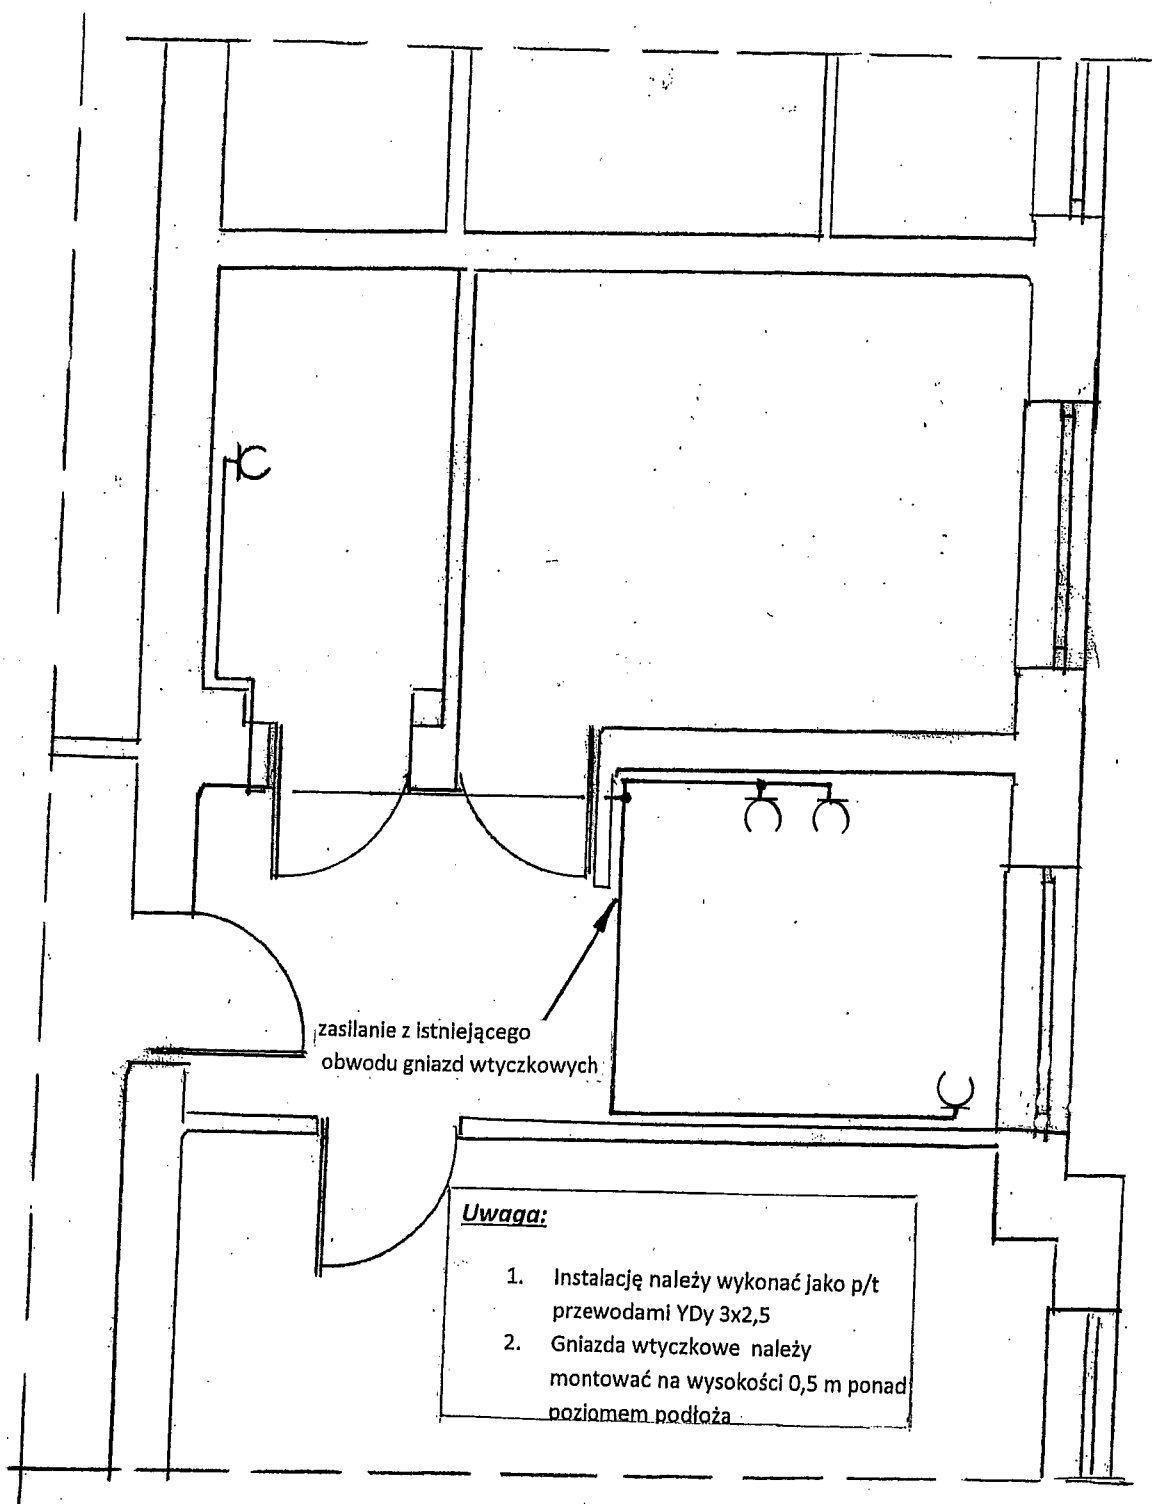 zasilanie z istniejącego
obwodu gniazd wtyczkowych
Uwaga:
1. Instalację należy wykonać jako p/t
przewodami YDy 3x2,5
2. Gniazda wtyczkowe należy
montować na wysokości 0,5 m ponad
poziomem podłoża